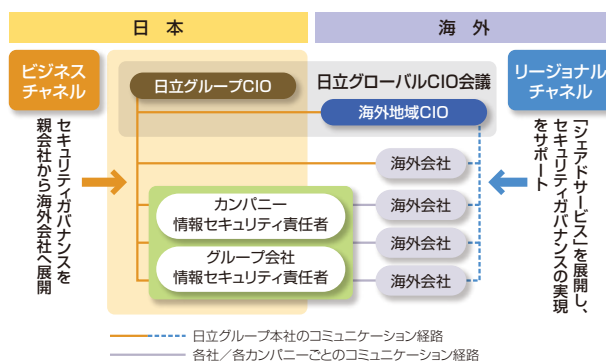 日本
海外
ビジネス
チャネル
日立グループCIO
日立グローバルCIO会議
リージョナル
チャネル
海外地域CIO
セキュリティガバナンスを
親会社から海外会社へ展開
海外会社
カンパニー
情報セキュリティ責任者
海外会社
海外会社
グループ会社
情報セキュリティ責任者
海外会社
「シェアドサービス」を展開し、
セキュリティガバナンスの実現
をサポート
日立グループ本社のコミュニケーション経路
各社／各カンパニーごとのコミュニケーション経路